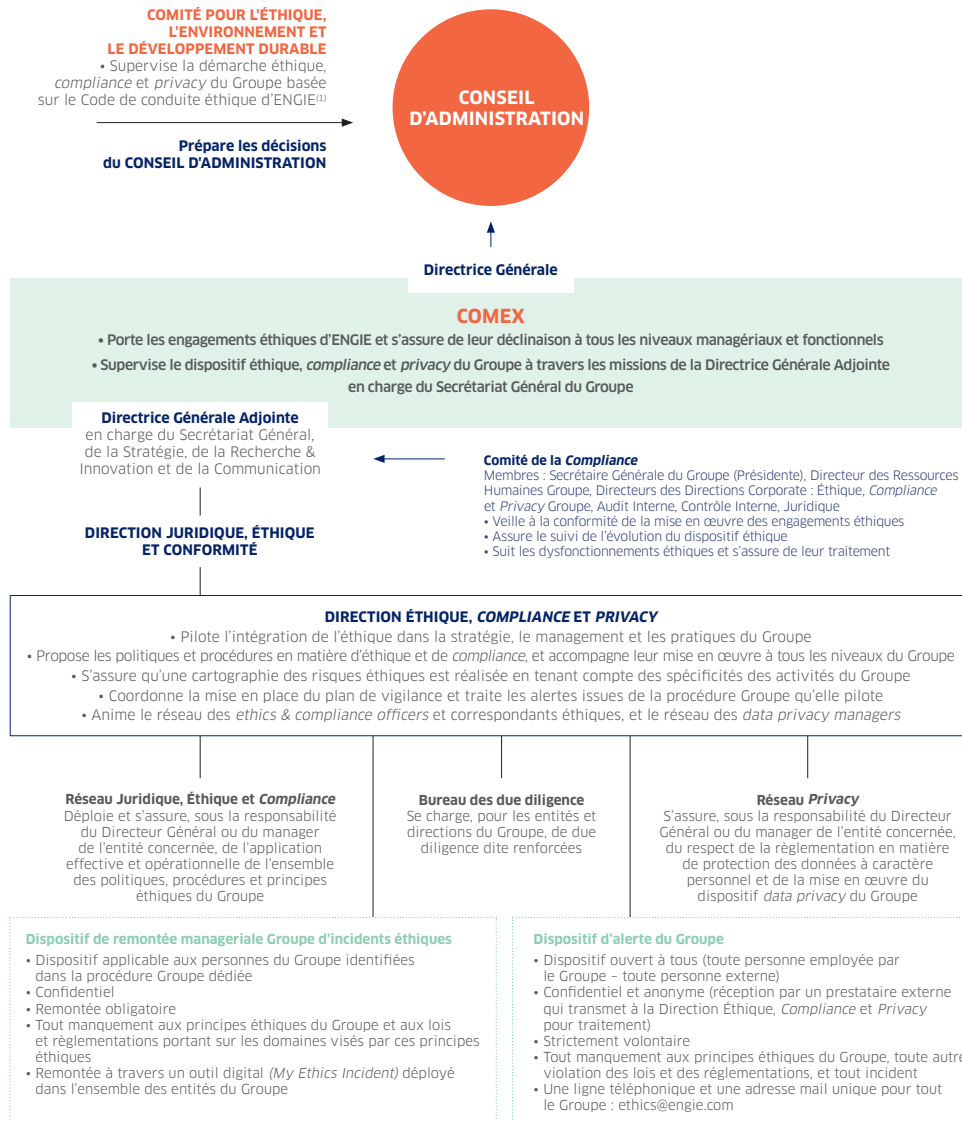 COMITÉ POUR L'ÉTHIQUE,
L'ENVIRONNEMENT ET
LE DÉVELOPPEMENT DURABLE
• Supervise la démarche éthique,
compliance et privacy du Groupe basée
sur le Code de conduite éthique d'ENGIE(1)
Prépare les décisions
du CONSEIL D'ADMINISTRATION
CONSEIL
D'ADMINISTRATION
Directrice Générale
COMEX
• Porte les engagements éthiques d'ENGIE et s'assure de leur déclinaison à tous les niveaux managériaux et fonctionnels
• Supervise le dispositif éthique, compliance et privacy du Groupe à travers les missions de la Directrice Générale Adjointe
en charge du Secrétariat Général du Groupe
Directrice Générale Adjointe
en charge du Secrétariat Général,
de la Stratégie, de la Recherche &
Innovation et de la Communication
Comité de la Compliance
Membres : Secrétaire Générale du Groupe (Présidente), Directeur des Ressources
Humaines Groupe, Directeurs des Directions Corporate : Éthique, Compliance
et Privacy Groupe, Audit Interne, Contrôle Interne, Juridique
• Veille à la conformité de la mise en œuvre des engagements éthiques
• Assure le suivi de l'évolution du dispositif éthique
• Suit les dysfonctionnements éthiques et s'assure de leur traitement
DIRECTION JURIDIQUE, ÉTHIQUE
ET CONFORMITÉ
DIRECTION ÉTHIQUE, COMPLIANCE ET PRIVACY
• Pilote l'intégration de l'éthique dans la stratégie, le management et les pratiques du Groupe
• Propose les politiques et procédures en matière d'éthique et de compliance, et accompagne leur mise en œuvre à tous les niveaux du Groupe
• S'assure qu'une cartographie des risques éthiques est réalisée en tenant compte des spécificités des activités du Groupe
• Coordonne la mise en place du plan de vigilance et traite les alertes issues de la procédure Groupe qu'elle pilote
• Anime le réseau des ethics & compliance officers et correspondants éthiques, et le réseau des data privacy managers
Réseau Juridique, Éthique et Compliance
Déploie et s'assure, sous la responsabilité
du Directeur Général ou du manager
de l'entité concernée, de l'application
effective et opérationnelle de l'ensemble
des politiques, procédures et principes
éthiques du Groupe
Bureau des due diligence
Se charge, pour les entités et
directions du Groupe, de due
diligence dite renforcées
Réseau Privacy
S'assure, sous la responsabilité du Directeur
Général ou du manager de l'entité concernée,
du respect de la règlementation en matière
de protection des données à caractère
personnel et de la mise en œuvre du
dispositif data privacy du Groupe
Dispositif de remontée manageriale Groupe d'incidents éthiques
• Dispositif applicable aux personnes du Groupe identifiées
dans la procédure Groupe dédiée
• Confidentiel
• Remontée obligatoire
• Tout manquement aux principes éthiques du Groupe et aux lois
et règlementations portant sur les domaines visés par ces principes
éthiques
• Remontée à travers un outil digital (My Ethics Incident) déployé
dans l'ensemble des entités du Groupe
Dispositif d'alerte du Groupe
• Dispositif ouvert à tous (toute personne employée par
le Groupe – toute personne externe)
• Confidentiel et anonyme (réception par un prestataire externe
qui transmet à la Direction Éthique, Compliance et Privacy
pour traitement)
• Strictement volontaire
• Tout manquement aux principes éthiques du Groupe, toute autre
violation des lois et des réglementations, et tout incident
• Une ligne téléphonique et une adresse mail unique pour tout
le Groupe : ethics@engie.com